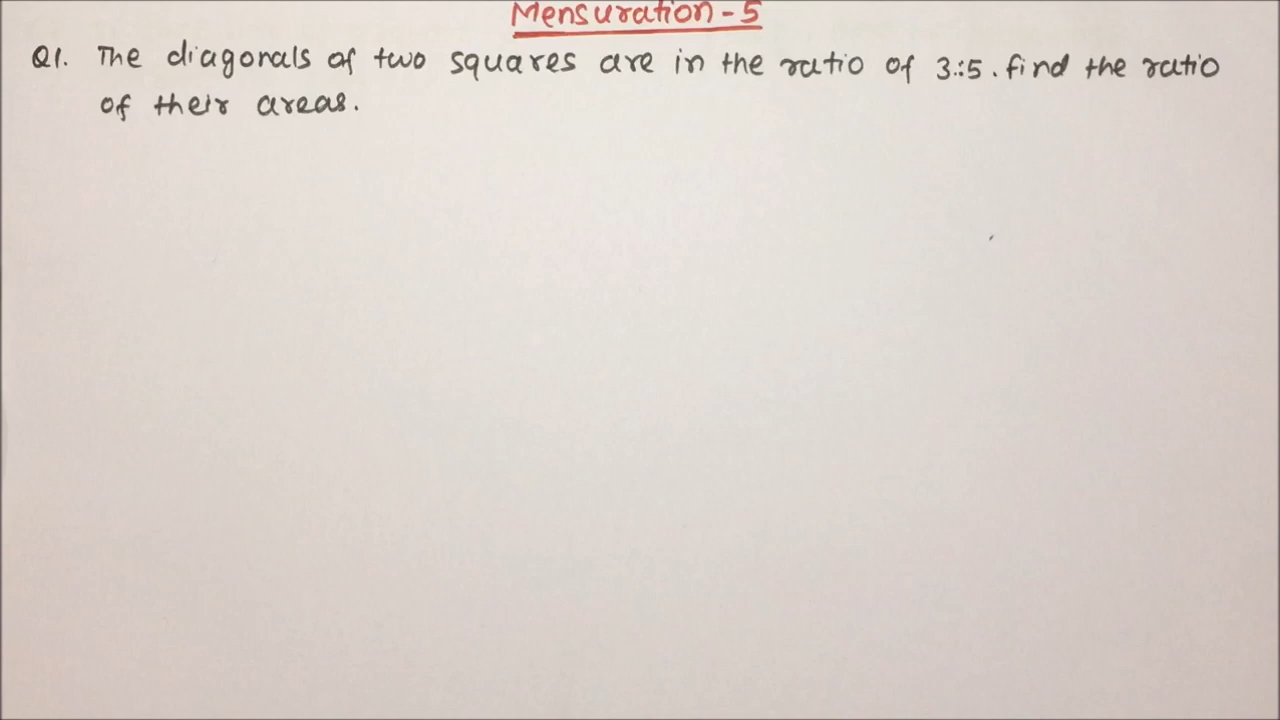 Mensuration - 5
Q1. The diagonals of two squares are in the ratio of 3:5. find the ratio
of their areas.